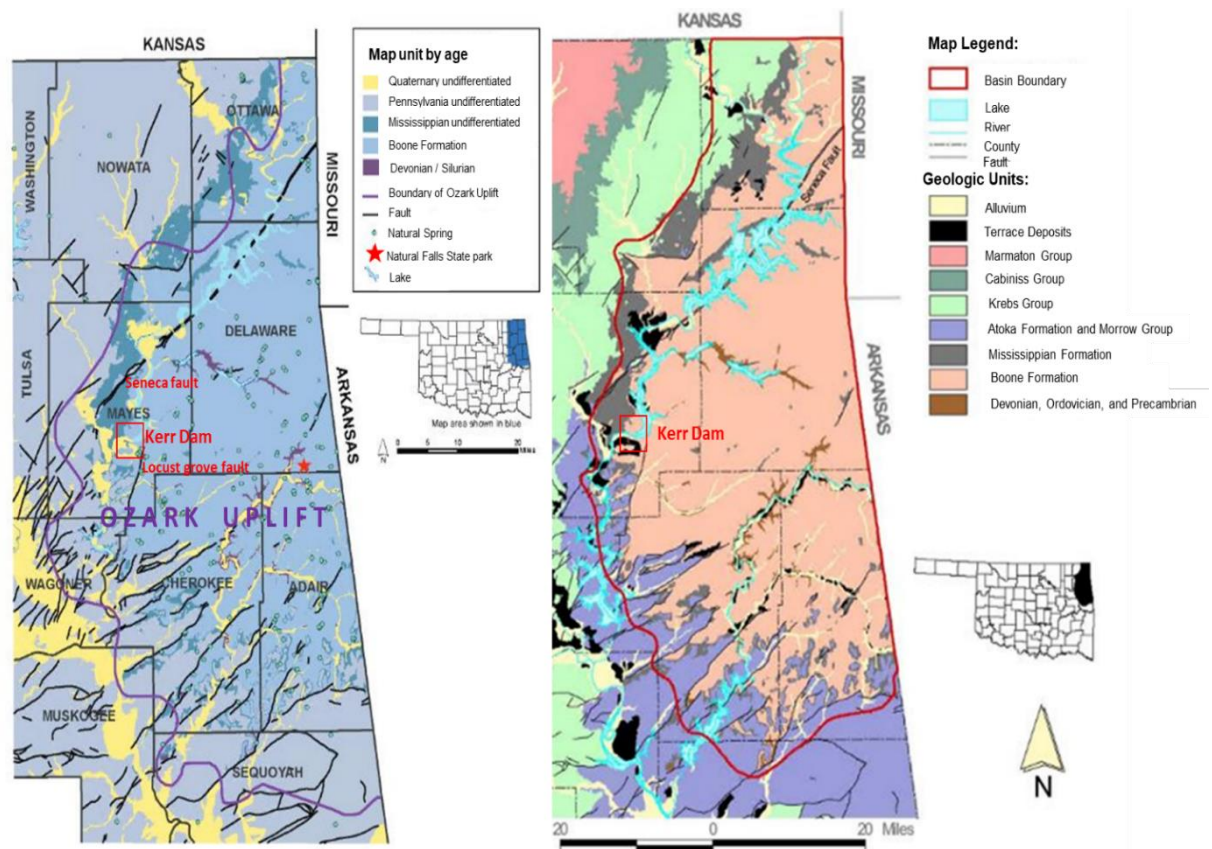 KANSAS
WASHINGTON
NOWATA
OTTAWA
MISSOURI
TULSA
DELAWARE
Seneca fault
MAYES
Kerr Dam
Locust grove fault
ARKANSAS
OZARK UPLIFT
WAGONER
CHEROKEE
ADAIR
MUSKOGEE
SEQUOYAH
Map unit by age
Quaternary undifferentiated
Pennsylvania undifferentiated
Mississippian undifferentiated
Boone Formation
Devonian / Silurian
Boundary of Ozark Uplift
Fault
Natural Spring
Natural Falls State park
Lake
Map area shown in blue
N
0
20
Miles
KANSAS
MISSOURI
Seneca Fault
ARKANSAS
Kerr Dam
20 0 20 Miles
Map Legend:
Basin Boundary
Lake
River
County
Fault
Geologic Units:
Alluvium
Terrace Deposits
Marmaton Group
Cabiniss Group
Krebs Group
Atoka Formation and Morrow Group
Mississippian Formation
Boone Formation
Devonian, Ordovician, and Precambrian
N